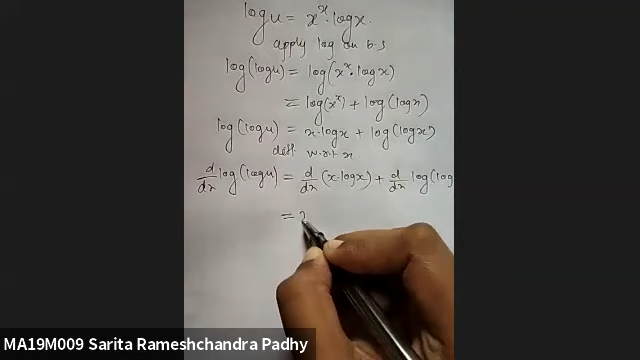 log u = x^x · log x.
apply log on b.s
log(log u) = log(x^x · log x)
= log(x^x) + log(log x)
log(log u) = x·log x + log(log x)
diff w.r.t x
d/dx log(log u) = d/dx (x·log x) + d/dx log(log
=
MA19M009 Sarita Rameshchandra Padhy